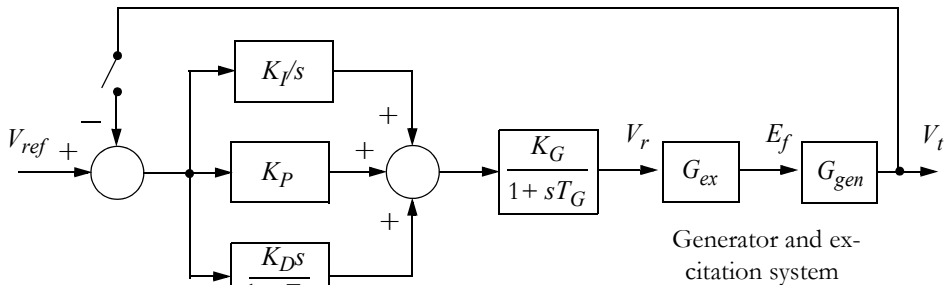 K_I/s
+
−
V_ref +
K_P
+
+
K_G
1 + sT_G
V_r
G_ex
E_f
G_gen
V_t
K_D s
Generator and ex-
citation system